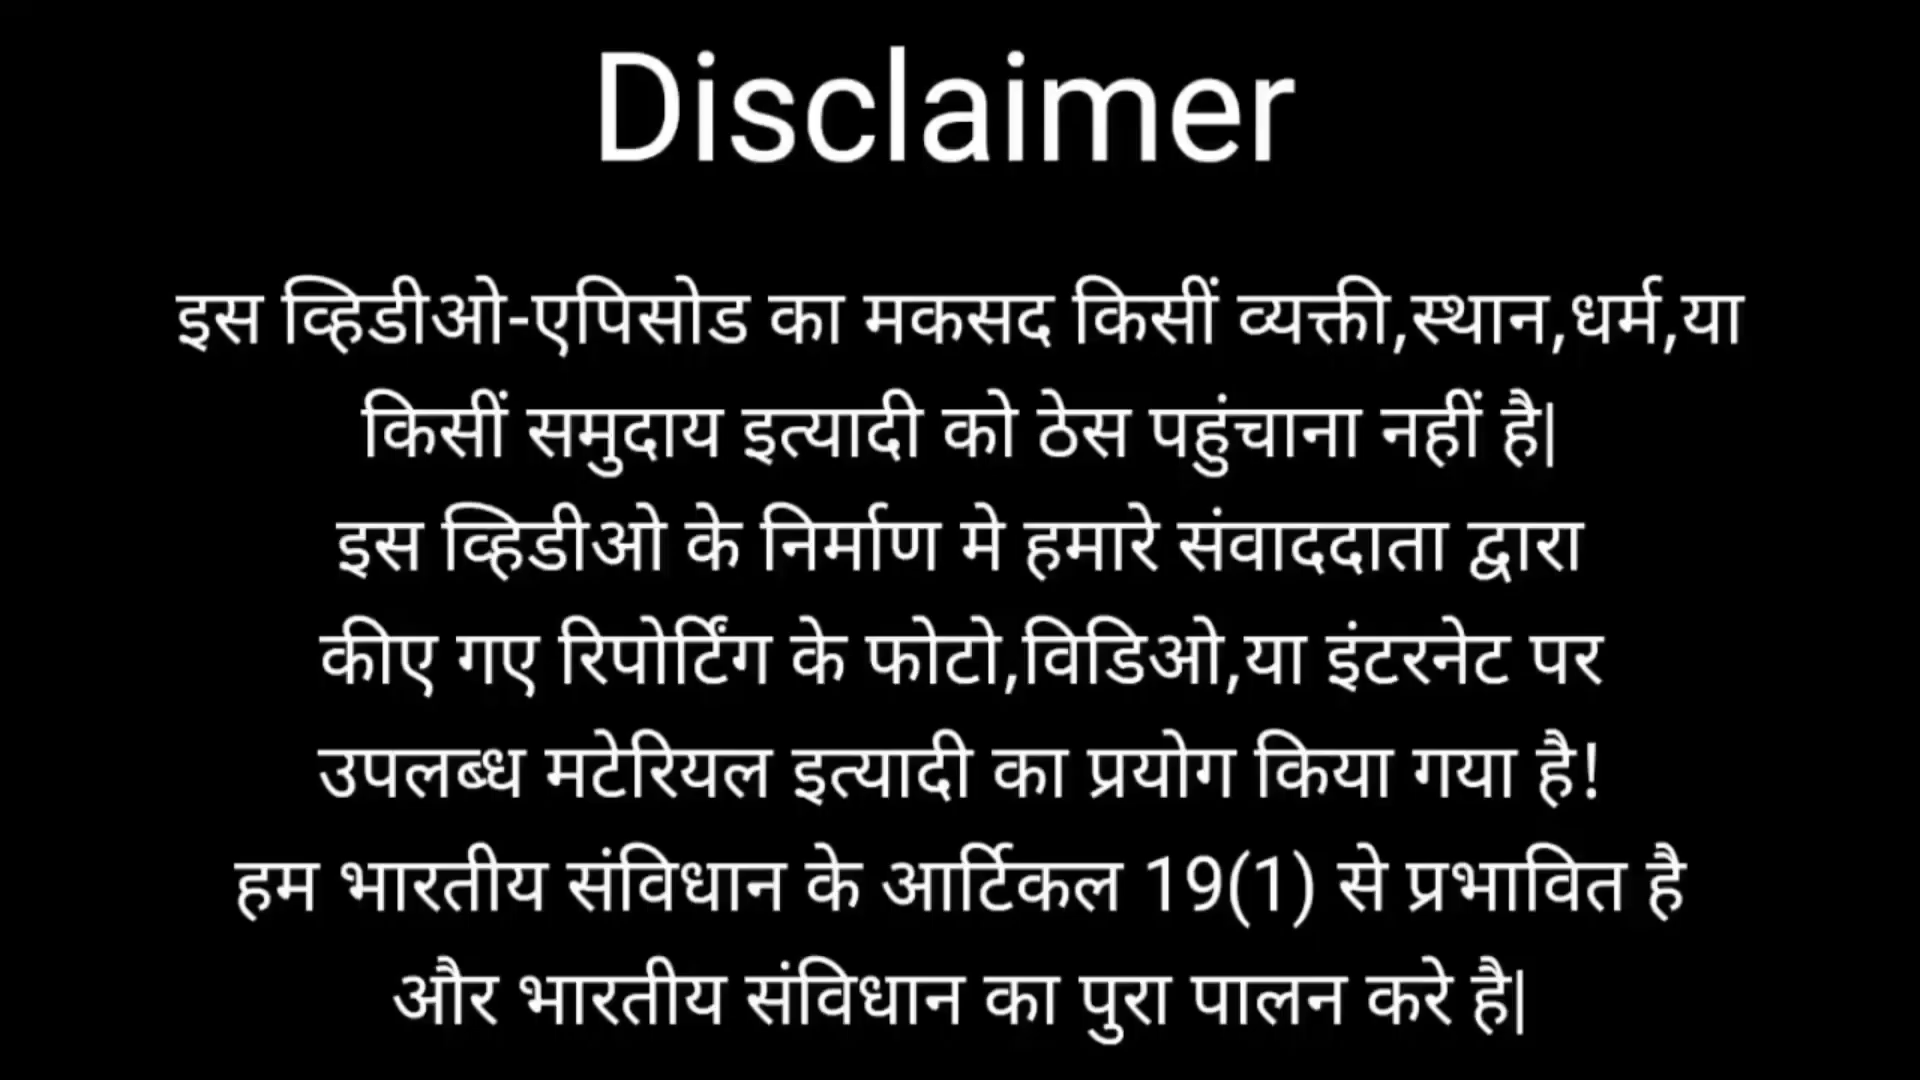 Disclaimer
इस व्हिडीओ-एपिसोड का मकसद किसीं व्यक्ती,स्थान,धर्म,या
किसीं समुदाय इत्यादी को ठेस पहुंचाना नहीं है|
इस व्हिडीओ के निर्माण मे हमारे संवाददाता द्वारा
कीए गए रिपोर्टिंग के फोटो,विडिओ,या इंटरनेट पर
उपलब्ध मटेरियल इत्यादी का प्रयोग किया गया है!
हम भारतीय संविधान के आर्टिकल 19(1) से प्रभावित है
और भारतीय संविधान का पुरा पालन करे है|